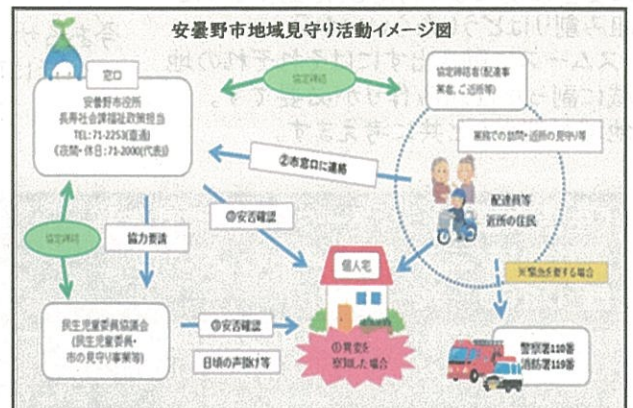 安曇野市地域見守り活動イメージ図
窓口
安曇野市役所
長寿社会課福祉政策担当
TEL:71-2253(直通)
(夜間・休日:71-2000(代表))
協定締結
協定締結者(配達事
業者、ご近所等)
業務での訪問・近所の見守り等
②市窓口に連絡
配達員等
近所の住民
③安否確認
協定締結
協力要請
個人宅
※緊急を要する場合
民生児童委員協議会
(民生児童委員・
市の見守り事業等)
③安否確認
日頃の声掛け等
①異変を
察知した場合
警察署110番
消防署119番